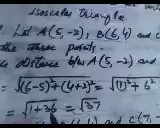 isosceles triangle.
Let A(5,-2), B(6,4) and c
the three points.
distance b/w A(5,-2) and
= √(6-5)²+(4+2)² = √(1)²+6²
= √1+36 = √37
and c(7,